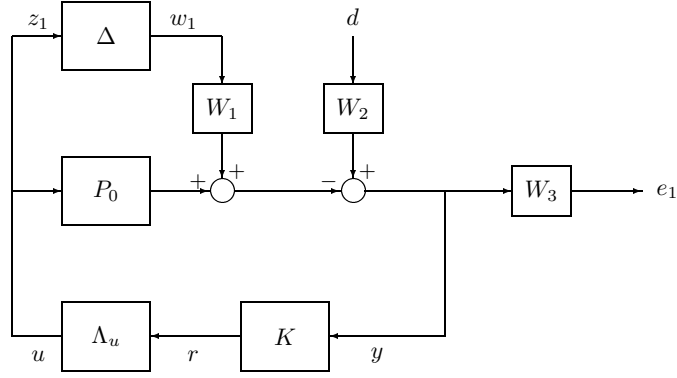 z₁ Δ w₁ d
W₁ W₂
+ + − +
P₀ W₃ e₁
Λᵤ K
u r y